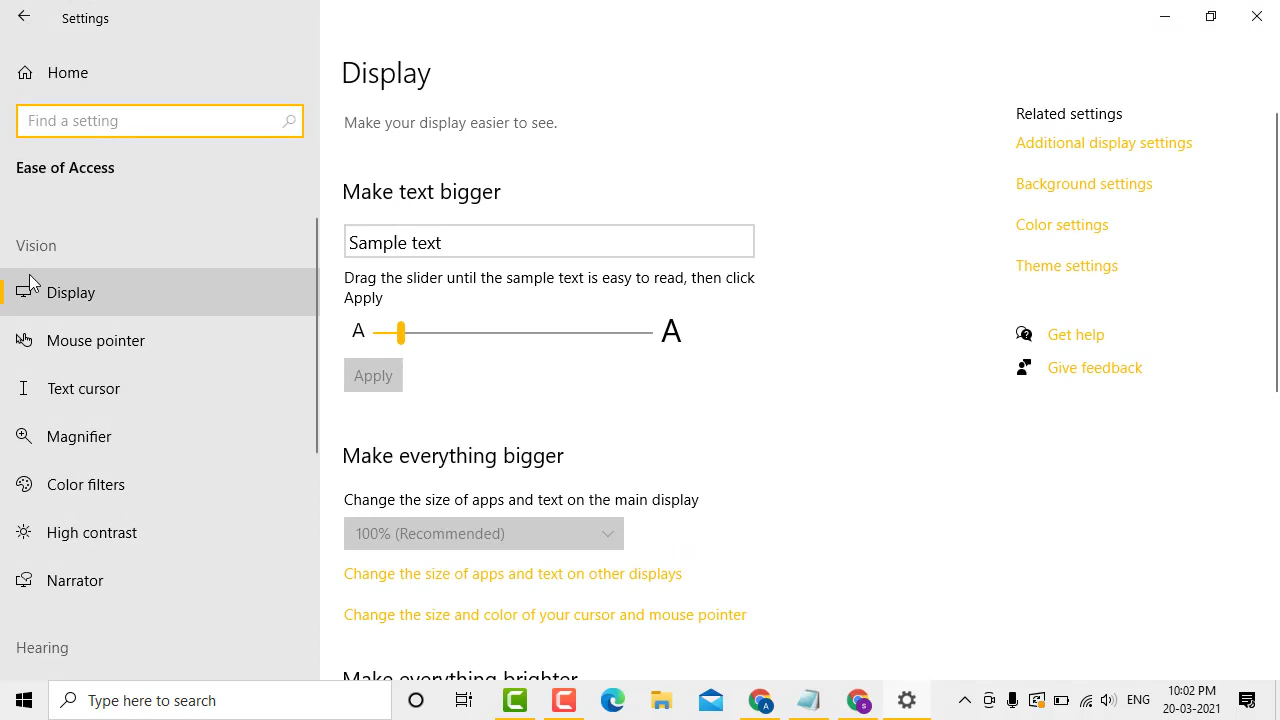 Settings
Home
Find a setting
Ease of Access
Vision
Display
Mouse pointer
Text cursor
Magnifier
Color filters
High contrast
Narrator
Hearing
Display
Make your display easier to see.
Make text bigger
Sample text
Drag the slider until the sample text is easy to read, then click
Apply
A A
Apply
Make everything bigger
Change the size of apps and text on the main display
100% (Recommended)
Change the size of apps and text on other displays
Change the size and color of your cursor and mouse pointer
Make everything brighter
Related settings
Additional display settings
Background settings
Color settings
Theme settings
Get help
Give feedback
Type here to search
A
S
ENG
10:02 PM
20-03-2021